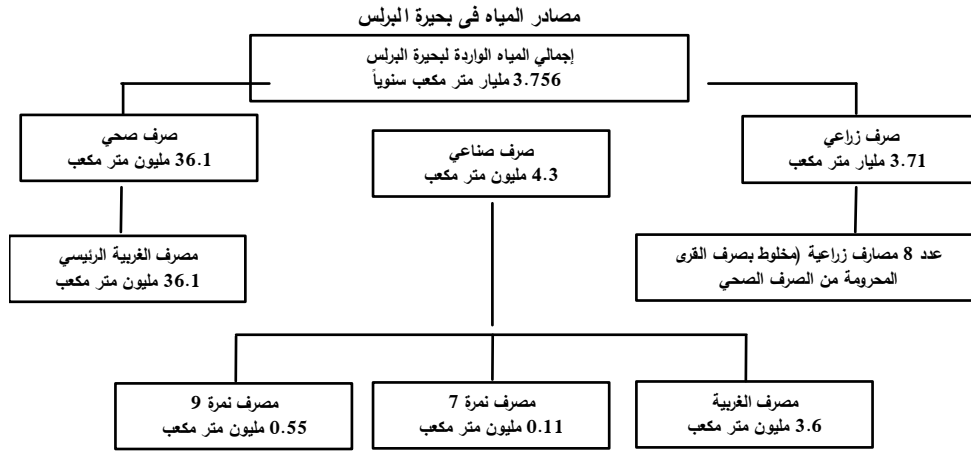 مصادر المياه فى بحيرة البرلس
إجمالي المياه الواردة لبحيرة البرلس
3.756 مليار متر مكعب سنوياً
صرف زراعي
3.71 مليار متر مكعب
صرف صناعي
4.3 مليون متر مكعب
صرف صحي
36.1 مليون متر مكعب
عدد 8 مصارف زراعية (مخلوط بصرف القرى
المحرومة من الصرف الصحي
مصرف الغربية الرئيسي
36.1 مليون متر مكعب
مصرف الغربية
3.6 مليون متر مكعب
مصرف نمرة 7
0.11 مليون متر مكعب
مصرف نمرة 9
0.55 مليون متر مكعب